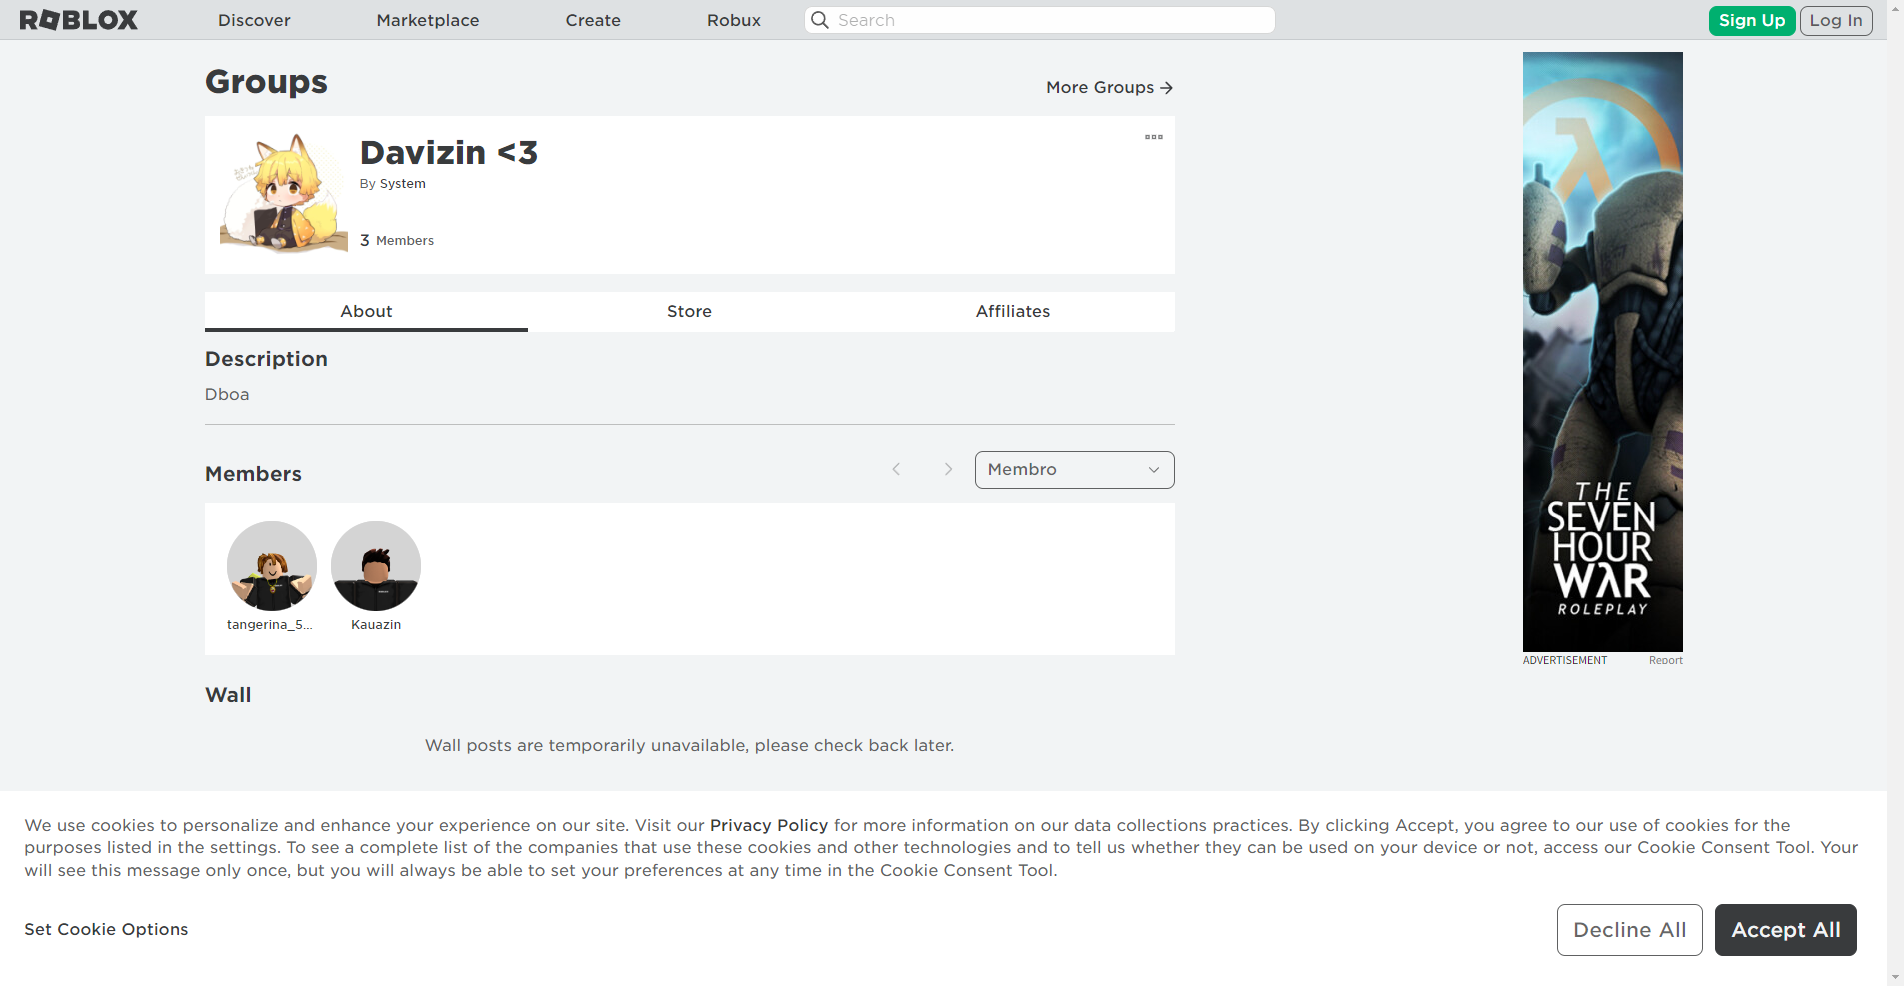 ROBLOX
Discover
Marketplace
Create
Robux
Search
Sign Up
Log In
Groups
More Groups →
Davizin <3
By System
3 Members
About
Store
Affiliates
Description
Dboa
Members
Membro
tangerina_5...
Kauazin
Wall
Wall posts are temporarily unavailable, please check back later.
THE
SEVEN
HOUR
WλR
ROLEPLAY
ADVERTISEMENT
Report
We use cookies to personalize and enhance your experience on our site. Visit our Privacy Policy for more information on our data collections practices. By clicking Accept, you agree to our use of cookies for the
purposes listed in the settings. To see a complete list of the companies that use these cookies and other technologies and to tell us whether they can be used on your device or not, access our Cookie Consent Tool. Your
will see this message only once, but you will always be able to set your preferences at any time in the Cookie Consent Tool.
Set Cookie Options
Decline All
Accept All